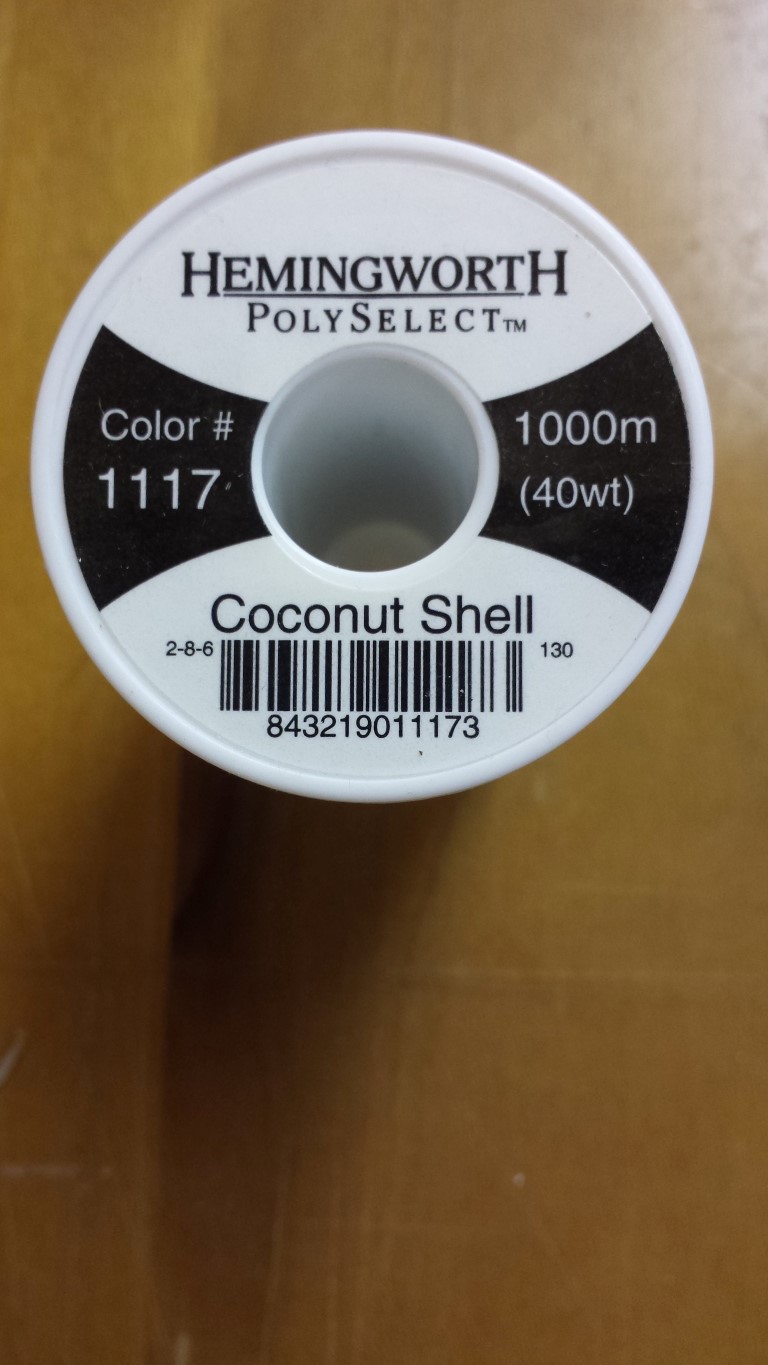 HEMINGWORTH
POLYSELECT™
Color #
1117
1000m
(40wt)
Coconut Shell
2-8-6
130
843219011173